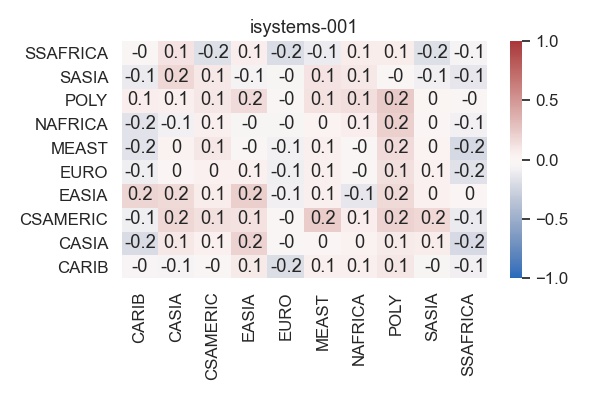 isystems-001
SSAFRICA -0 0.1 -0.2 0.1 -0.2 -0.1 0.1 0.1 -0.2 -0.1
SASIA -0.1 0.2 0.1 -0.1 -0 0.1 0.1 -0 -0.1 -0.1
POLY 0.1 0.1 0.1 0.2 -0 0.1 0.1 0.2 0 -0
NAFRICA -0.2 -0.1 0.1 -0 -0 0 0.1 0.2 0 -0.1
MEAST -0.2 0 0.1 -0 -0.1 0.1 -0 0.2 0 -0.2
EURO -0.1 0 0 0.1 -0.1 0.1 -0 0.1 0.1 -0.2
EASIA 0.2 0.2 0.1 0.2 -0.1 0.1 -0.1 0.2 0 0
CSAMERIC -0.1 0.2 0.1 0.1 -0 0.2 0.1 0.2 0.2 -0.1
CASIA -0.2 0.1 0.1 0.2 -0 0 0 0.1 0.1 -0.2
CARIB -0 -0.1 -0 0.1 -0.2 0.1 0.1 0.1 -0 -0.1
CARIB CASIA CSAMERIC EASIA EURO MEAST NAFRICA POLY SASIA SSAFRICA
1.0
0.5
0.0
−0.5
−1.0